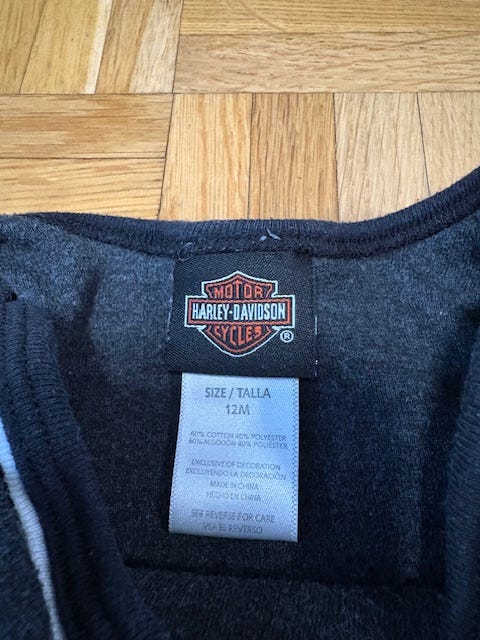 MOTOR
HARLEY-DAVIDSON
CYCLES
®
SIZE / TALLA
12M
60% COTTON 40% POLYESTER
60% ALGODÓN 40% POLIÉSTER
EXCLUSIVE OF DECORATION
EXCLUYENDO LA DECORACIÓN
MADE IN CHINA
HECHO EN CHINA
SEE REVERSE FOR CARE
VEA EL REVERSO